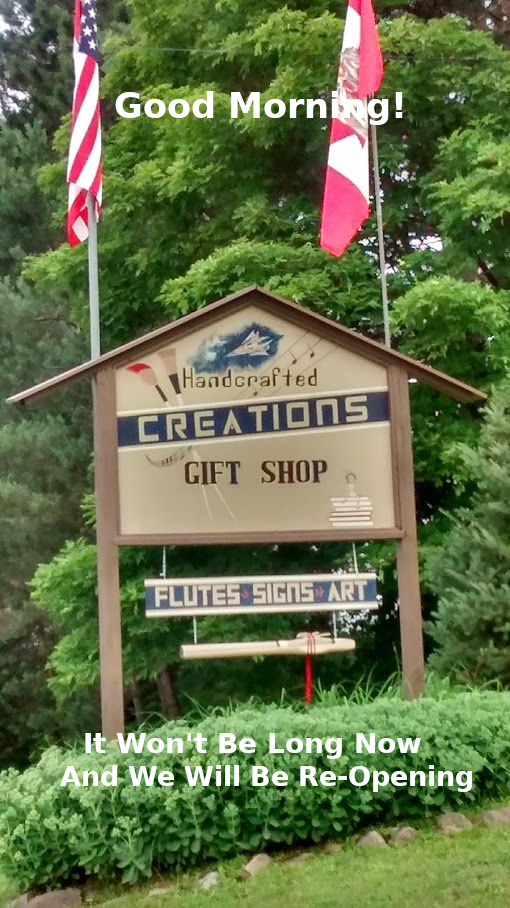 Good Morning!
Handcrafted
CREATIONS
GIFT SHOP
FLUTES SIGNS ART
It Won't Be Long Now
And We Will Be Re-Opening